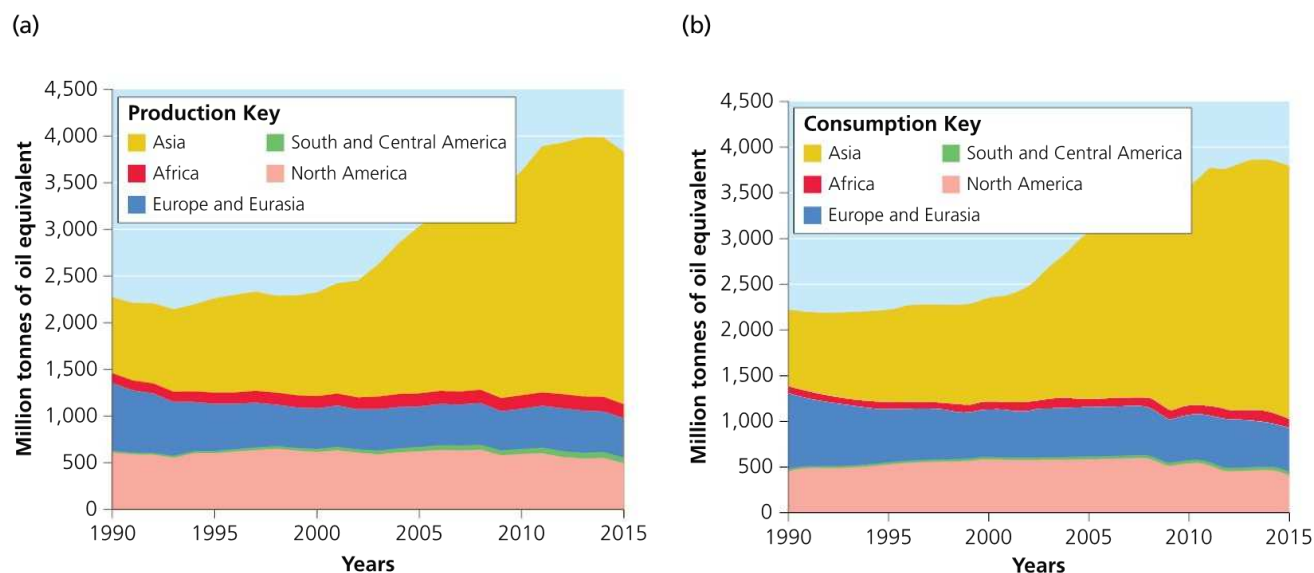 (a)
Million tonnes of oil equivalent
4,500
4,000
3,500
3,000
2,500
2,000
1,500
1,000
500
0
Production Key
Asia
South and Central America
Africa
North America
Europe and Eurasia
1990 1995 2000 2005 2010 2015
Years
(b)
Million tonnes of oil equivalent
4,500
4,000
3,500
3,000
2,500
2,000
1,500
1,000
500
0
Consumption Key
Asia
South and Central America
Africa
North America
Europe and Eurasia
1990 1995 2000 2005 2010 2015
Years